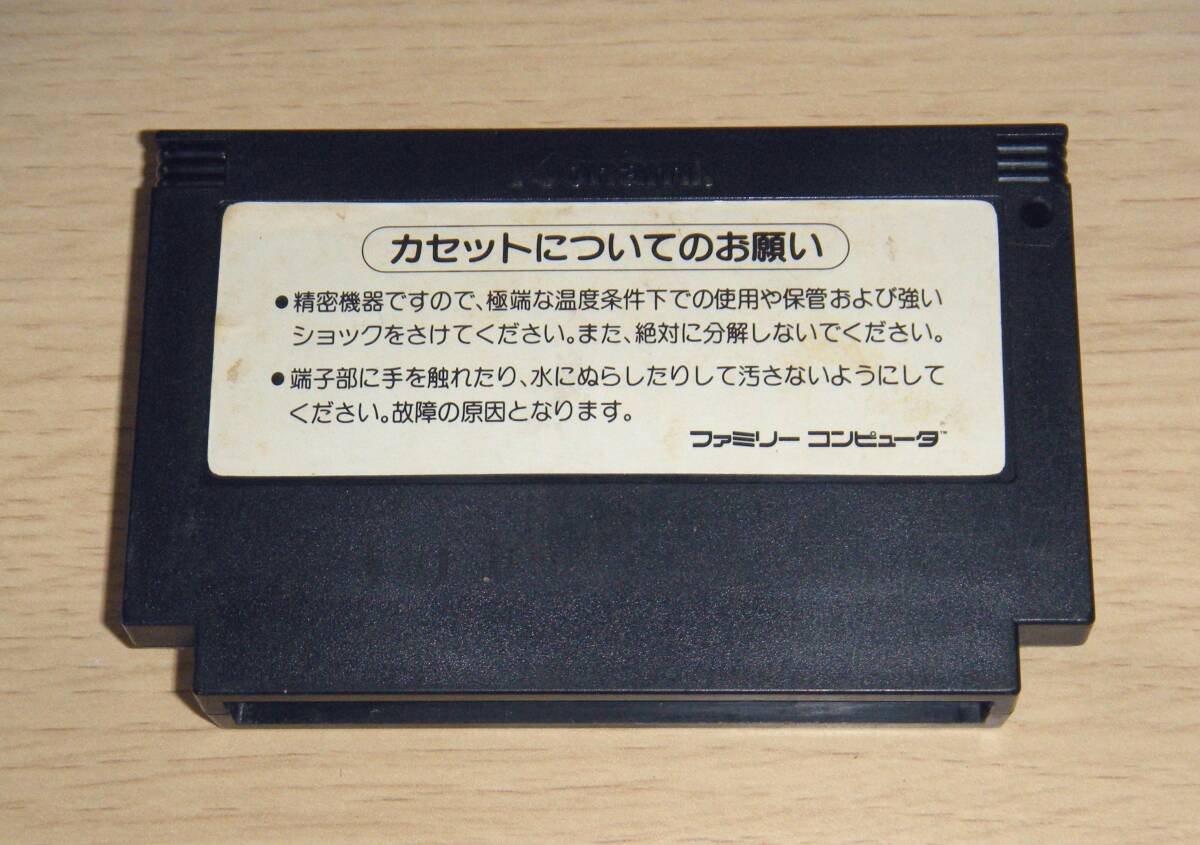 Konami
カセットについてのお願い
●精密機器ですので、極端な温度条件下での使用や保管および強い
ショックをさけてください。また、絶対に分解しないでください。
●端子部に手を触れたり、水にぬらしたりして汚さないようにして
ください。故障の原因となります。
ファミリー コンピュータ™